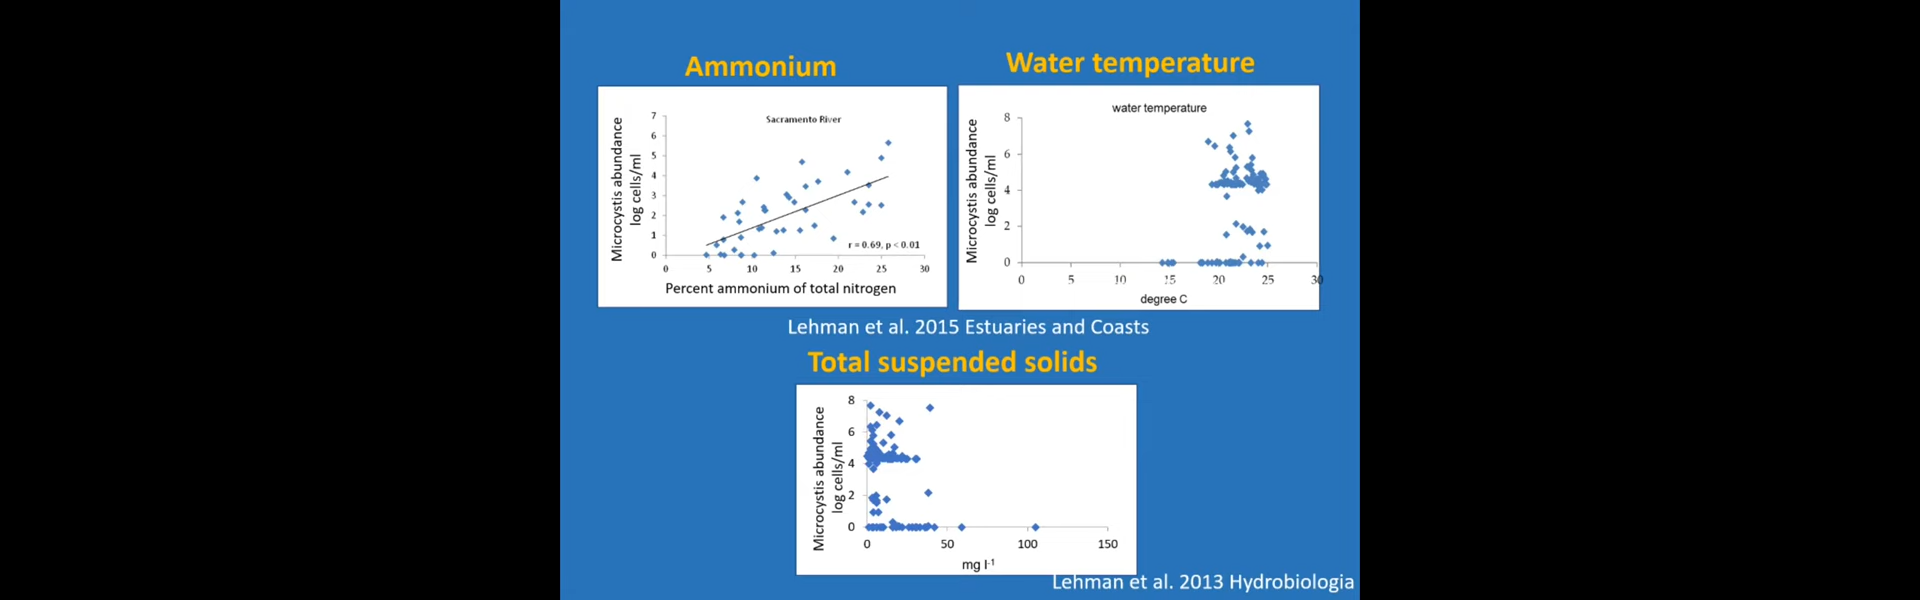 Ammonium
Microcystis abundance
log cells/ml
7
6
5
4
3
2
1
0
Sacramento River
r = 0.69, p < 0.01
0 5 10 15 20 25 30
Percent ammonium of total nitrogen
Water temperature
water temperature
Microcystis abundance
log cells/ml
8
6
4
2
0
0 5 10 15 20 25 30
degree C
Lehman et al. 2015 Estuaries and Coasts
Total suspended solids
Microcystis abundance
log cells/ml
8
6
4
2
0
0 50 100 150
mg l-1
Lehman et al. 2013 Hydrobiologia